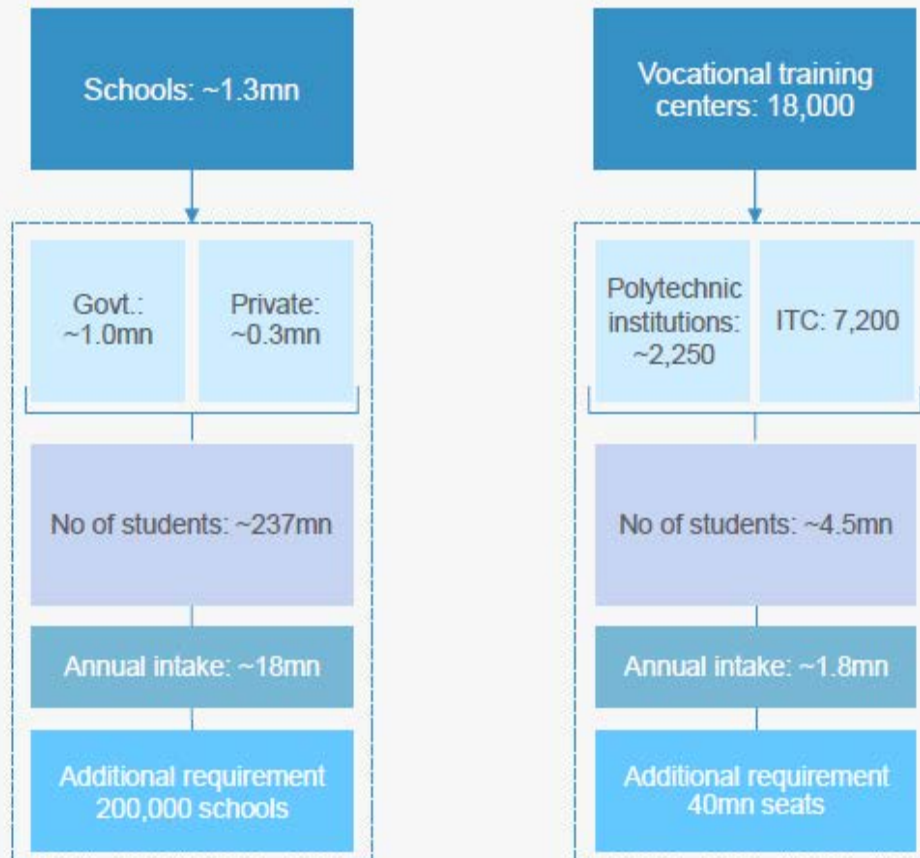 Schools: ~1.3mn
Govt.:
~1.0mn
Private:
~0.3mn
No of students: ~237mn
Annual intake: ~18mn
Additional requirement
200,000 schools
Vocational training
centers: 18,000
Polytechnic
institutions:
~2,250
ITC: 7,200
No of students: ~4.5mn
Annual intake: ~1.8mn
Additional requirement
40mn seats